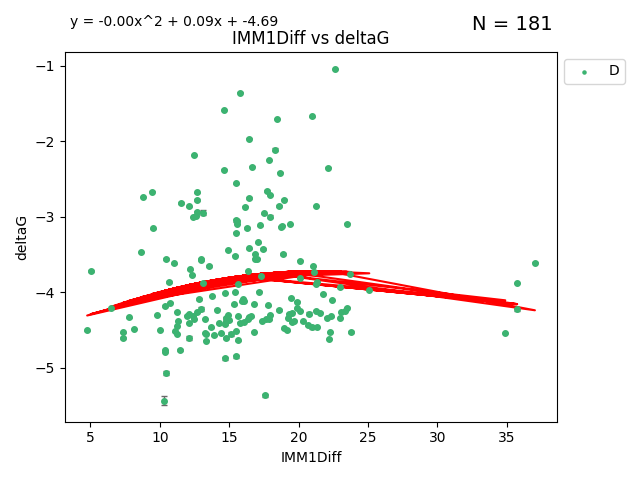 y = -0.00x^2 + 0.09x + -4.69
N = 181
IMM1Diff vs deltaG
D
−1
−2
−3
−4
−5
deltaG
5 10 15 20 25 30 35
IMM1Diff